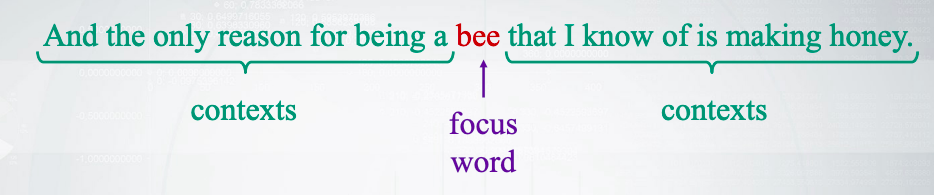 And the only reason for being a bee that I know of is making honey.
contexts
contexts
focus
word